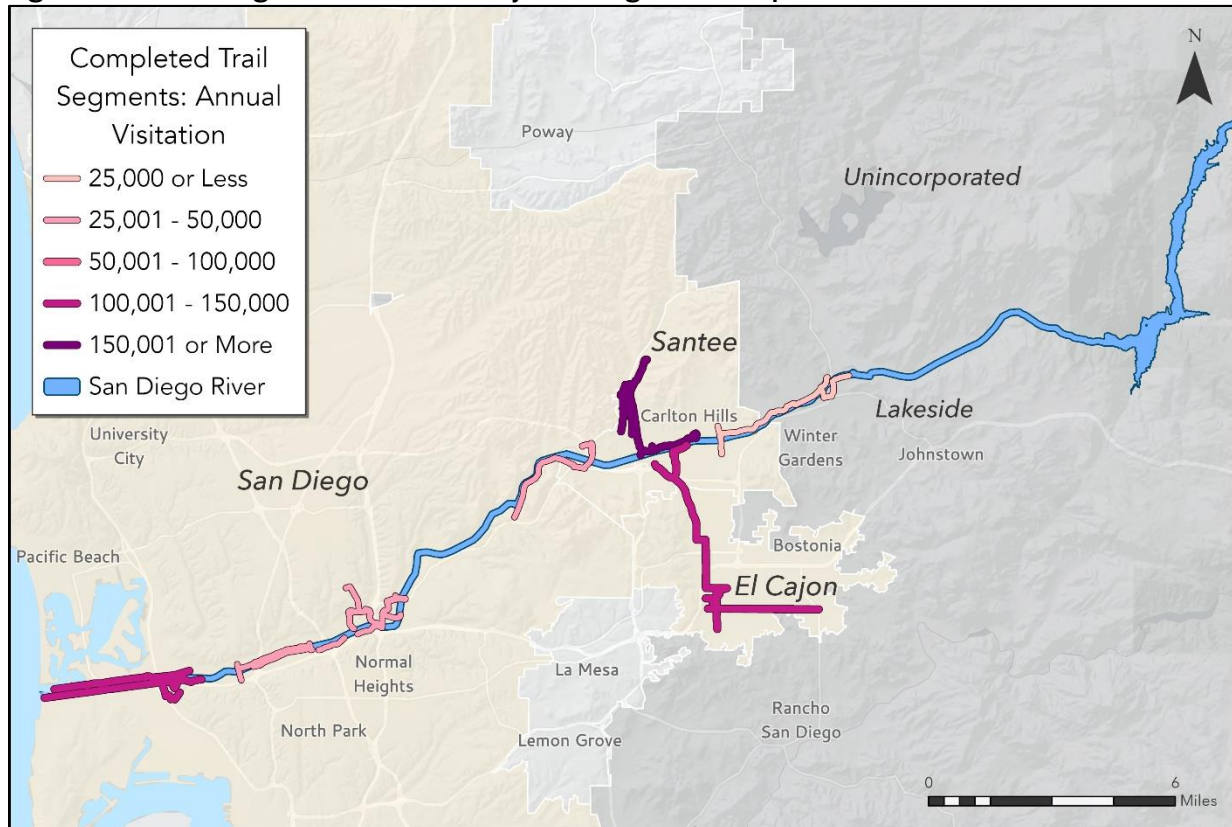 Completed Trail
Segments: Annual
Visitation
25,000 or Less
25,001 - 50,000
50,001 - 100,000
100,001 - 150,000
150,001 or More
San Diego River
N
Poway
Unincorporated
Santee
Carlton Hills
Lakeside
University
City
San Diego
Winter
Gardens
Johnstown
Pacific Beach
Bostonia
El Cajon
Normal
Heights
La Mesa
North Park
Rancho
San Diego
Lemon Grove
0 6
Miles